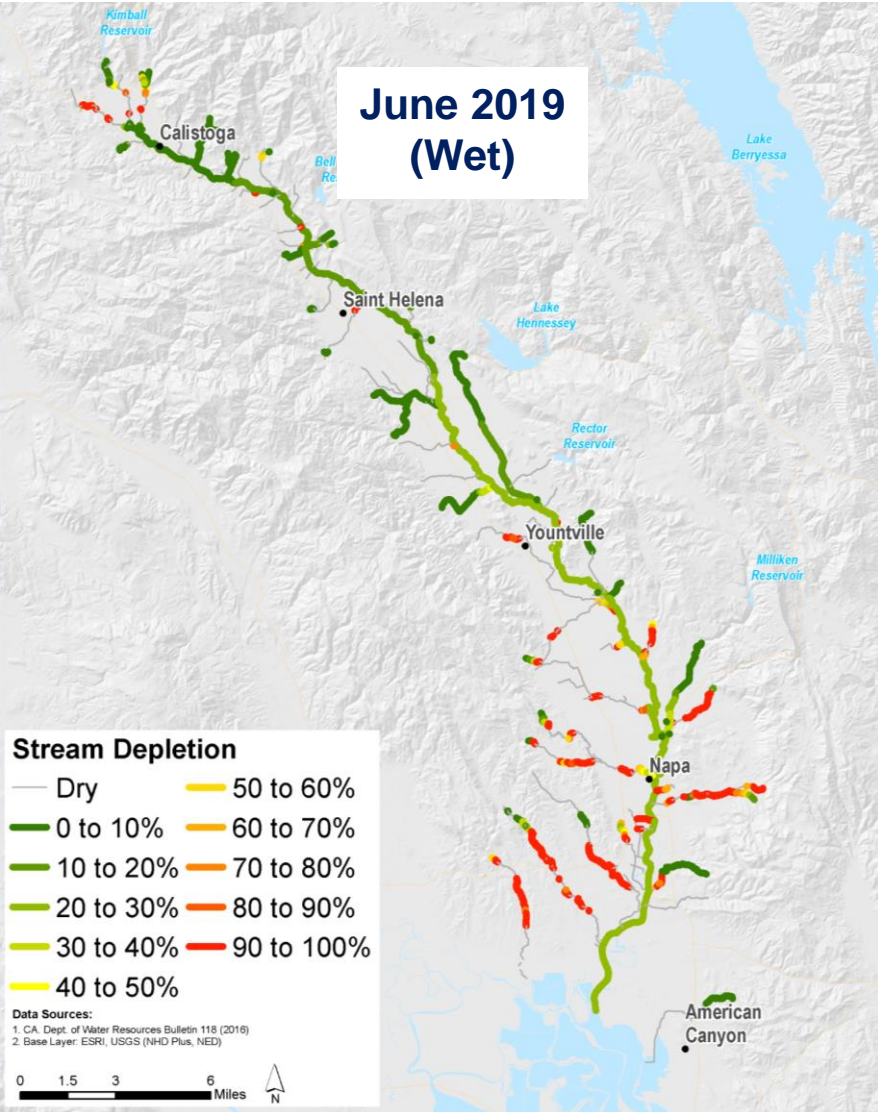 Kimball
Reservoir
June 2019
(Wet)
Calistoga
Lake
Berryessa
Bell
Re
Saint Helena
Lake
Hennessey
Rector
Reservoir
Yountville
Milliken
Reservoir
Napa
American
Canyon
Stream Depletion
Dry
0 to 10%
10 to 20%
20 to 30%
30 to 40%
40 to 50%
50 to 60%
60 to 70%
70 to 80%
80 to 90%
90 to 100%
Data Sources:
1. CA. Dept. of Water Resources Bulletin 118 (2016)
2. Base Layer: ESRI, USGS (NHD Plus, NED)
0 1.5 3 6
Miles
N